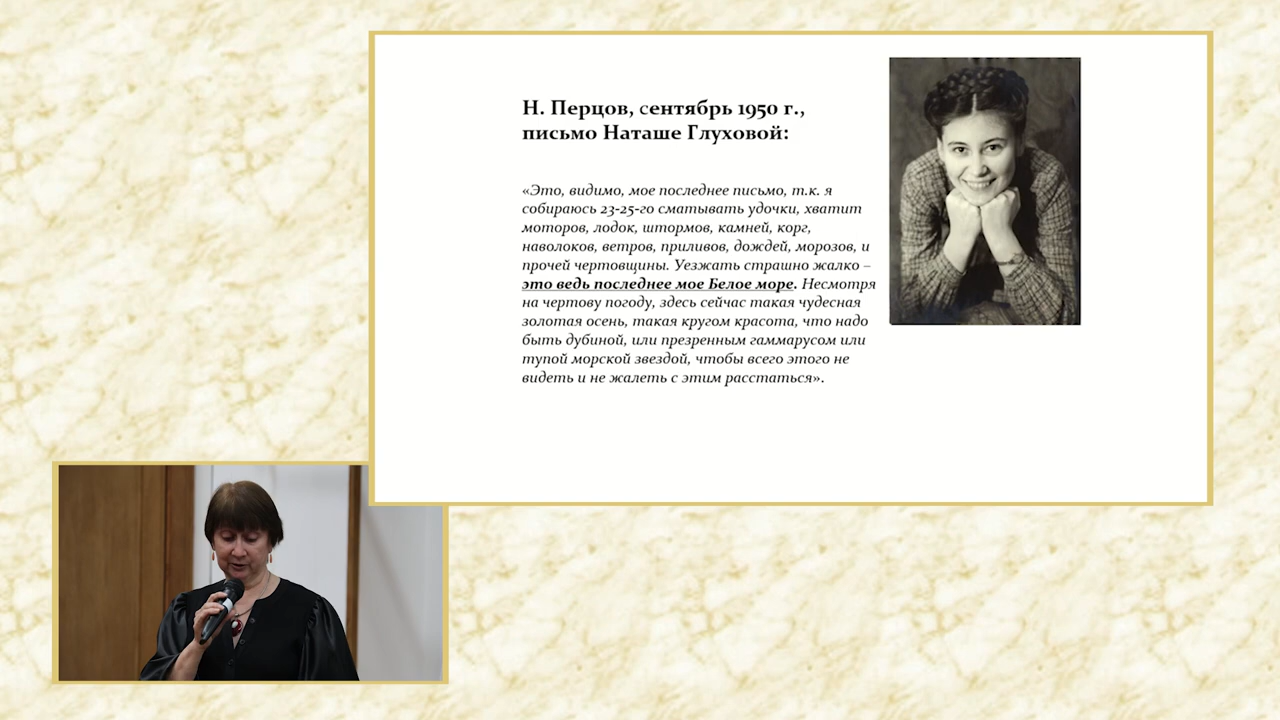 Н. Перцов, сентябрь 1950 г.,
письмо Наташе Глуховой:
«Это, видимо, мое последнее письмо, т.к. я
собираюсь 23-25-го сматывать удочки, хватит
моторов, лодок, штормов, камней, корг,
наволоков, ветров, приливов, дождей, морозов, и
прочей чертовщины. Уезжать страшно жалко –
это ведь последнее мое Белое море. Несмотря
на чертову погоду, здесь сейчас такая чудесная
золотая осень, такая кругом красота, что надо
быть дубиной, или презренным гаммарусом или
тупой морской звездой, чтобы всего этого не
видеть и не жалеть с этим расстаться».